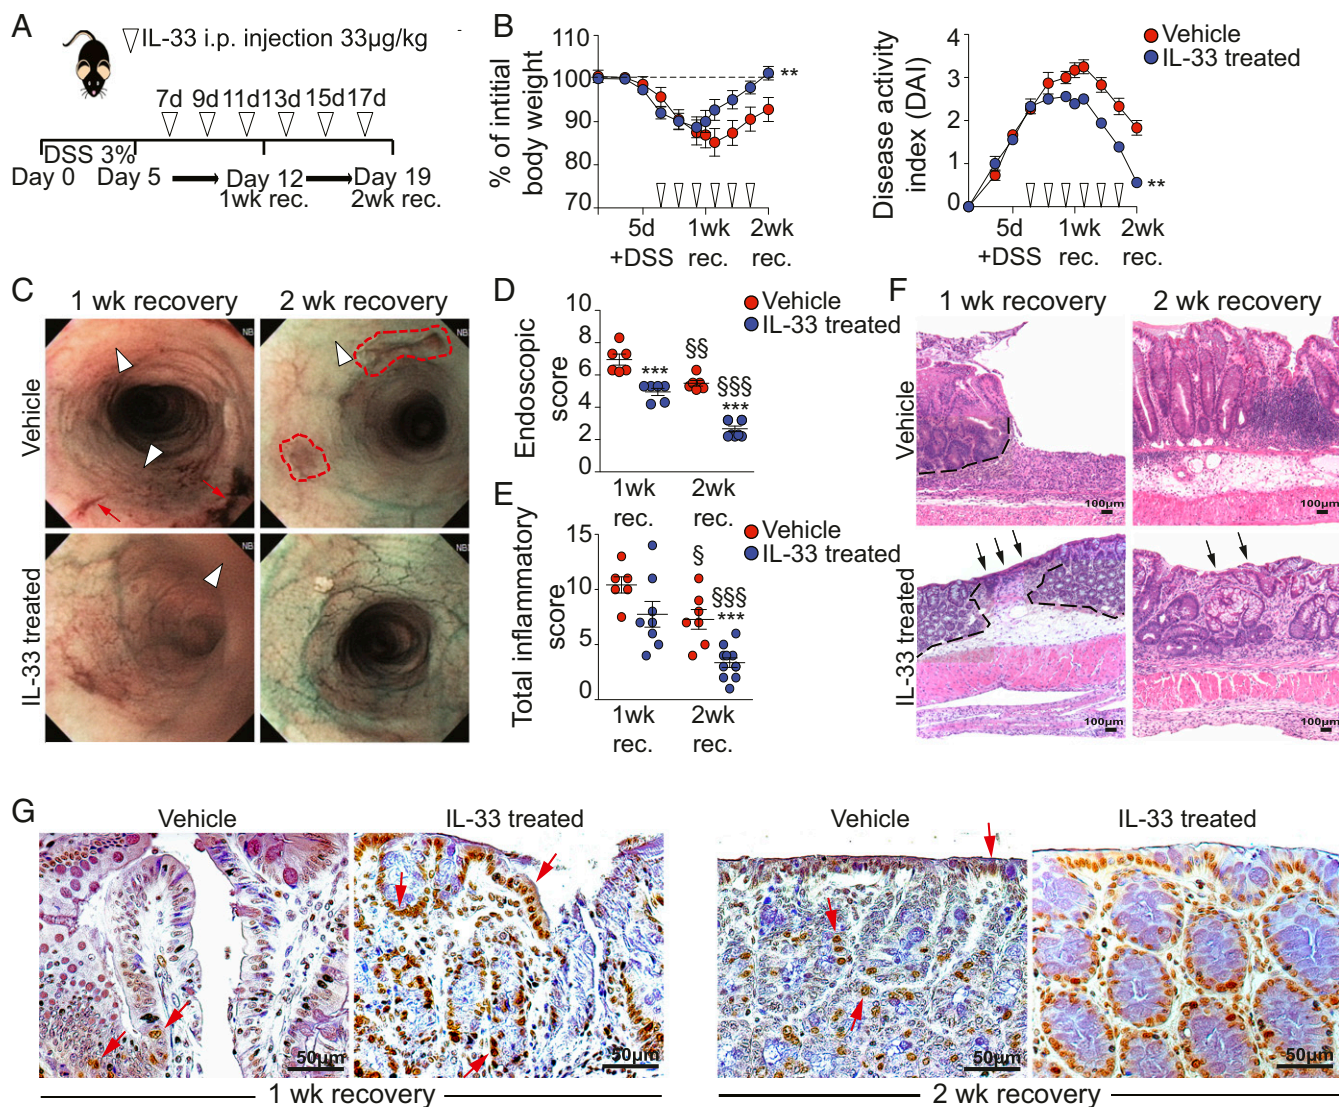 A
IL-33 i.p. injection 33µg/kg
7d 9d 11d 13d 15d 17d
DSS 3%
Day 0 Day 5 Day 12 Day 19
1wk rec. 2wk rec.
B
% of intitial
body weight
110
100
90
80
70
**
5d 1wk 2wk
+DSS rec. rec.
Disease activity
index (DAI)
4
3
2
1
0
Vehicle
IL-33 treated
**
5d 1wk 2wk
+DSS rec. rec.
C
1 wk recovery 2 wk recovery
Vehicle
IL-33 treated
NB
NB
NB
NB
D
Endoscopic
score
10
8
6
4
2
0
Vehicle
IL-33 treated
***
§§
§§§
***
1wk 2wk
rec. rec.
E
Total inflammatory
score
15
10
5
0
Vehicle
IL-33 treated
§
§§§
***
1wk 2wk
rec. rec.
F
1 wk recovery 2 wk recovery
Vehicle
IL-33 treated
100µm
100µm
100µm
100µm
G
Vehicle IL-33 treated Vehicle IL-33 treated
50µm 50µm 50µm 50µm
1 wk recovery 2 wk recovery